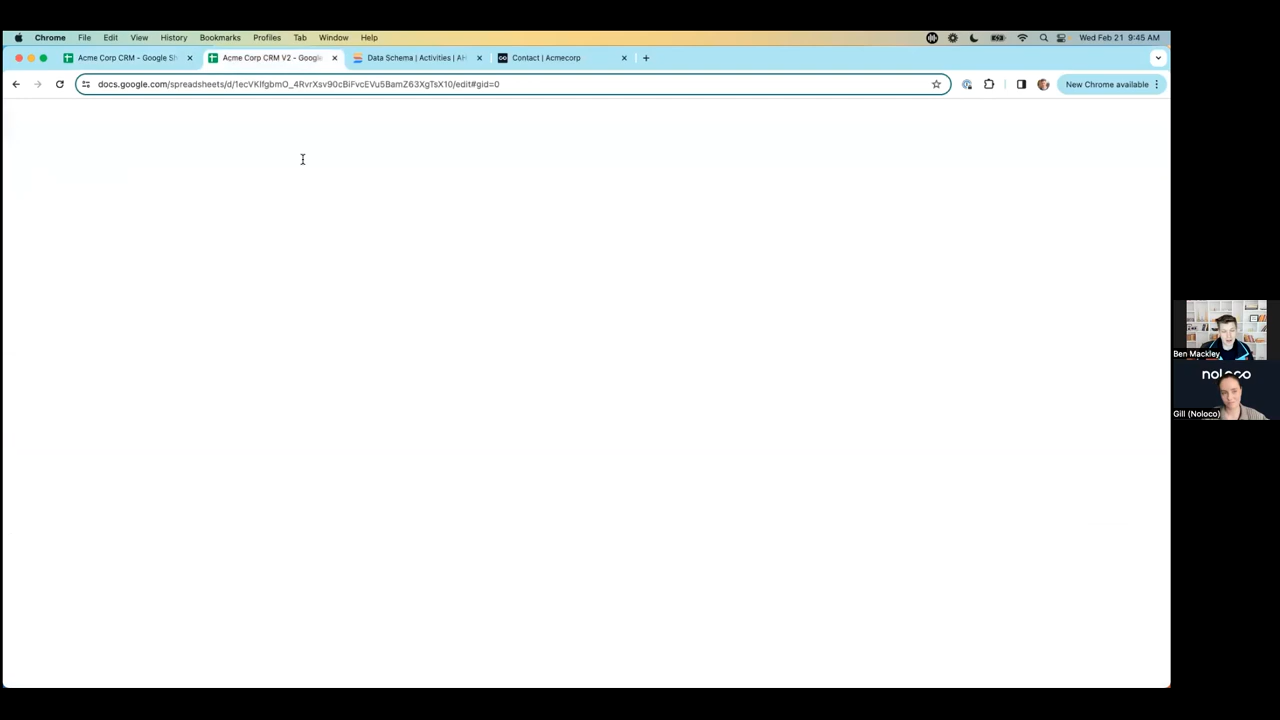 Chrome File Edit View History Bookmarks Profiles Tab Window Help Wed Feb 21 9:45 AM
Acme Corp CRM - Google Sh Acme Corp CRM V2 - Google Data Schema | Activities | AH Contact | Acmecorp
docs.google.com/spreadsheets/d/1ecVKlfgbmO_4RvrXsv90cBiFvcEVu5BamZ63XgTsX10/edit#gid=0 New Chrome available
Ben Mackley
noloco
Gill (Noloco)